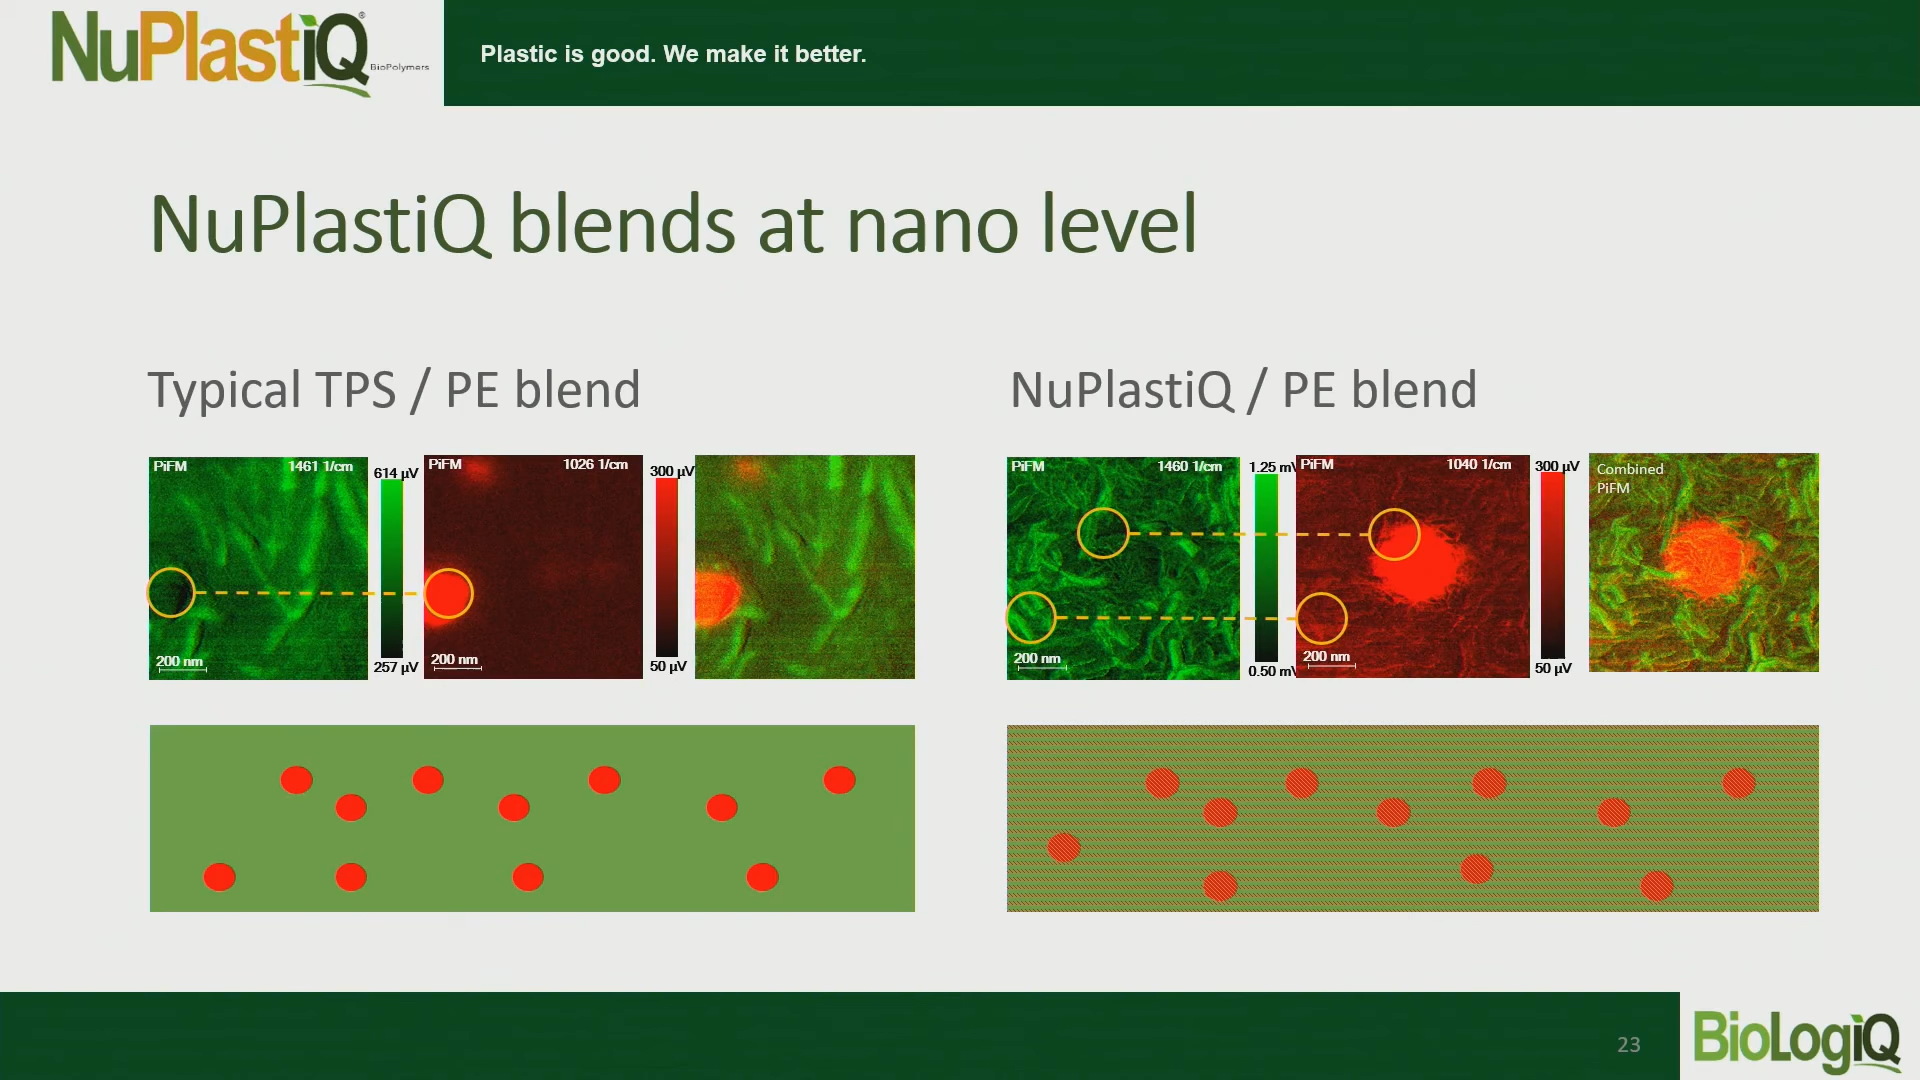 NuPlastiQ®
BioPolymers
Plastic is good. We make it better.
NuPlastiQ blends at nano level
Typical TPS / PE blend
PiFM 1461 1/cm
614 µV
257 µV
200 nm
PiFM 1026 1/cm
300 µV
50 µV
200 nm
NuPlastiQ / PE blend
PiFM 1460 1/cm
1.25 mV
0.50 mV
200 nm
PiFM 1040 1/cm
300 µV
50 µV
200 nm
Combined
PiFM
23
BioLogiQ